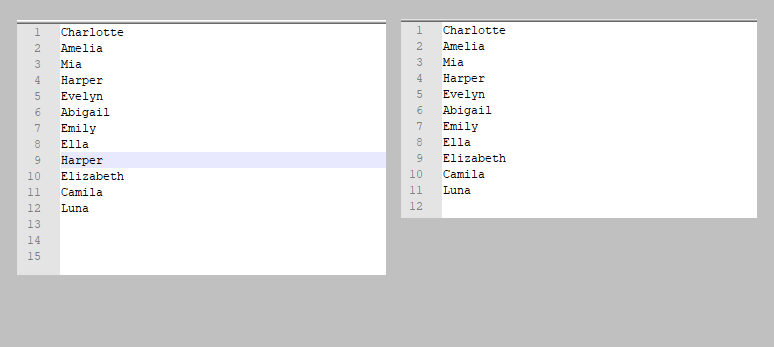 1 Charlotte
2 Amelia
3 Mia
4 Harper
5 Evelyn
6 Abigail
7 Emily
8 Ella
9 Harper
10 Elizabeth
11 Camila
12 Luna
13
14
15
1 Charlotte
2 Amelia
3 Mia
4 Harper
5 Evelyn
6 Abigail
7 Emily
8 Ella
9 Elizabeth
10 Camila
11 Luna
12